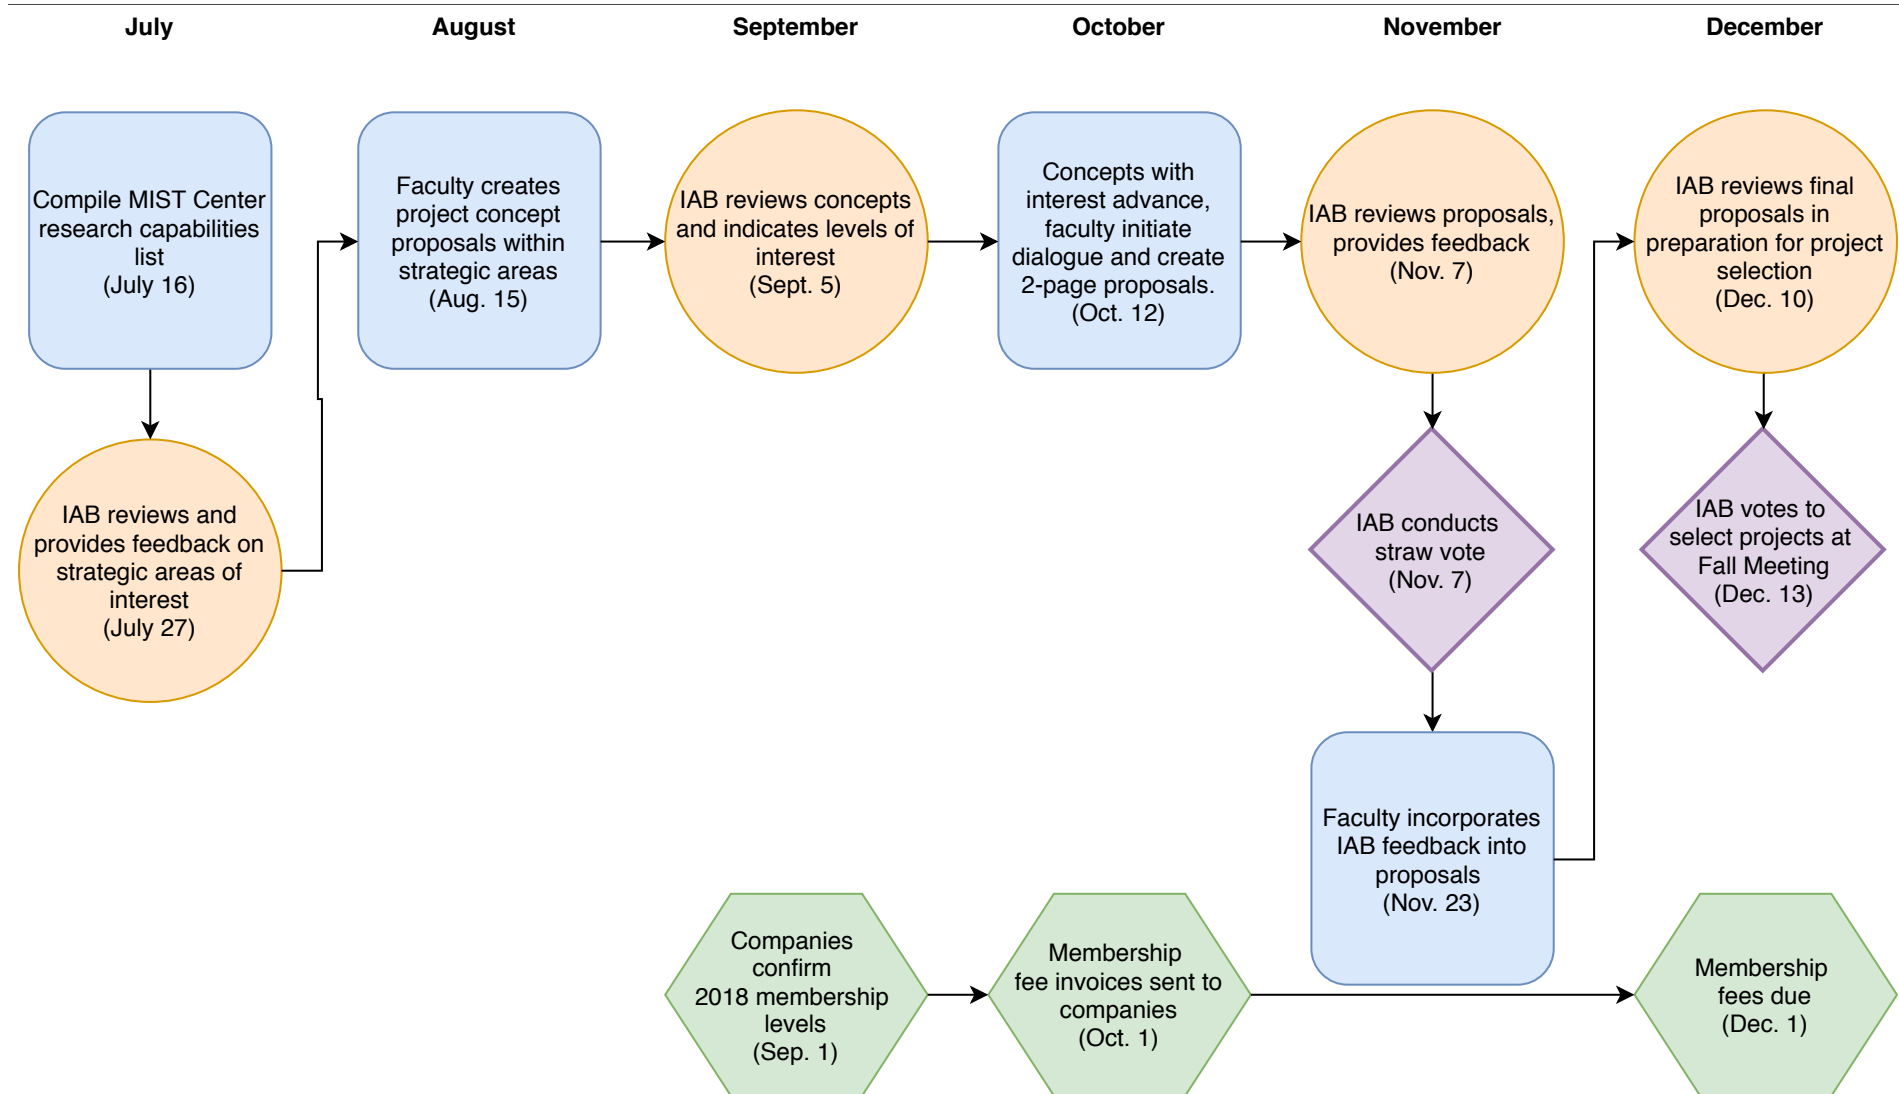 July
August
September
October
November
December
Compile MIST Center
research capabilities
list
(July 16)
Faculty creates
project concept
proposals within
strategic areas
(Aug. 15)
IAB reviews concepts
and indicates levels of
interest
(Sept. 5)
Concepts with
interest advance,
faculty initiate
dialogue and create
2-page proposals.
(Oct. 12)
IAB reviews proposals,
provides feedback
(Nov. 7)
IAB reviews final
proposals in
preparation for project
selection
(Dec. 10)
IAB reviews and
provides feedback on
strategic areas of
interest
(July 27)
IAB conducts
straw vote
(Nov. 7)
IAB votes to
select projects at
Fall Meeting
(Dec. 13)
Faculty incorporates
IAB feedback into
proposals
(Nov. 23)
Companies
confirm
2018 membership
levels
(Sep. 1)
Membership
fee invoices sent to
companies
(Oct. 1)
Membership
fees due
(Dec. 1)